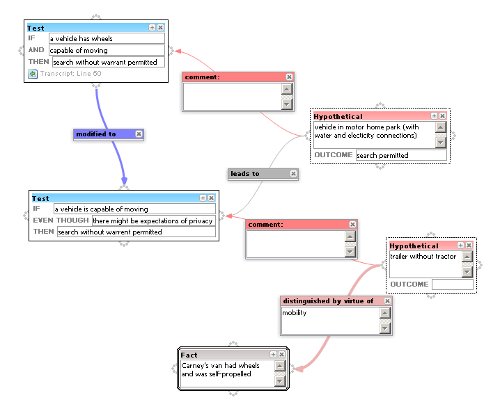 Test
IF a vehicle has wheels
AND capable of moving
THEN search without warrant permitted
Transcript: Line 60
comment:
Hypothetical
vehicle in motor home park (with
water and electicity connections)
OUTCOME search permitted
modified to
leads to
Test
IF a vehicle is capable of moving
EVEN THOUGH there might be expectations of privacy
THEN search without warrent permitted
comment:
Hypothetical
trailer without tractor
OUTCOME
distinguished by virtue of
mobility
Fact
Carney's van had wheels
and was self-propelled